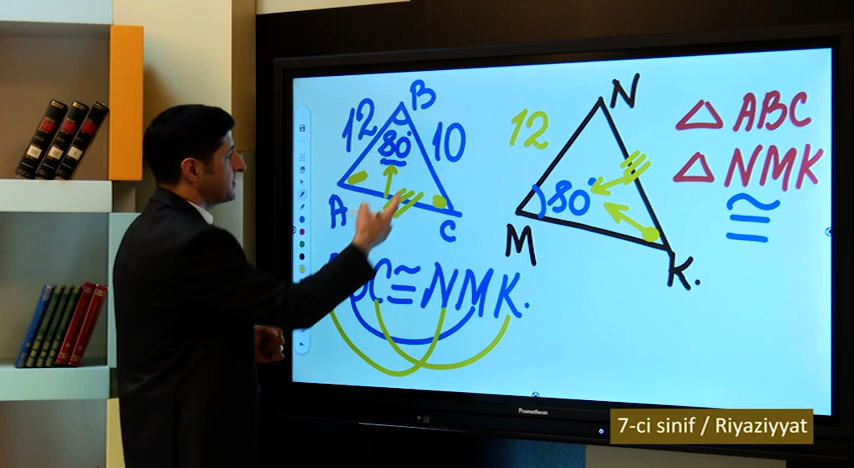 12
B
80°
10
A
C
12
N
80°
M
K.
△ ABC
△ NMK
≅
C≅NMK.
Promethean
7-ci sinif / Riyaziyyat